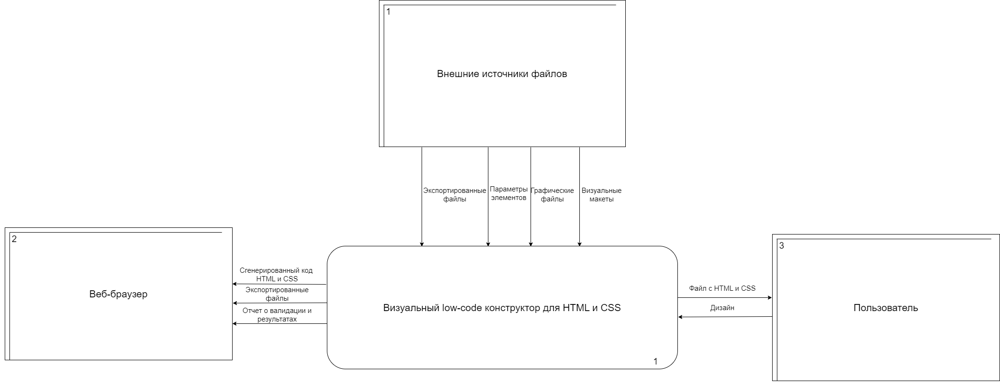 1
Внешние источники файлов
Экспортированные
файлы
Параметры
элементов
Графические
файлы
Визуальные
макеты
2
Веб-браузер
Сгенерированный код
HTML и CSS
Экспортированные
файлы
Отчет о валидации и
результатах
Визуальный low-code конструктор для HTML и CSS
1
Файл с HTML и CSS
Дизайн
3
Пользователь